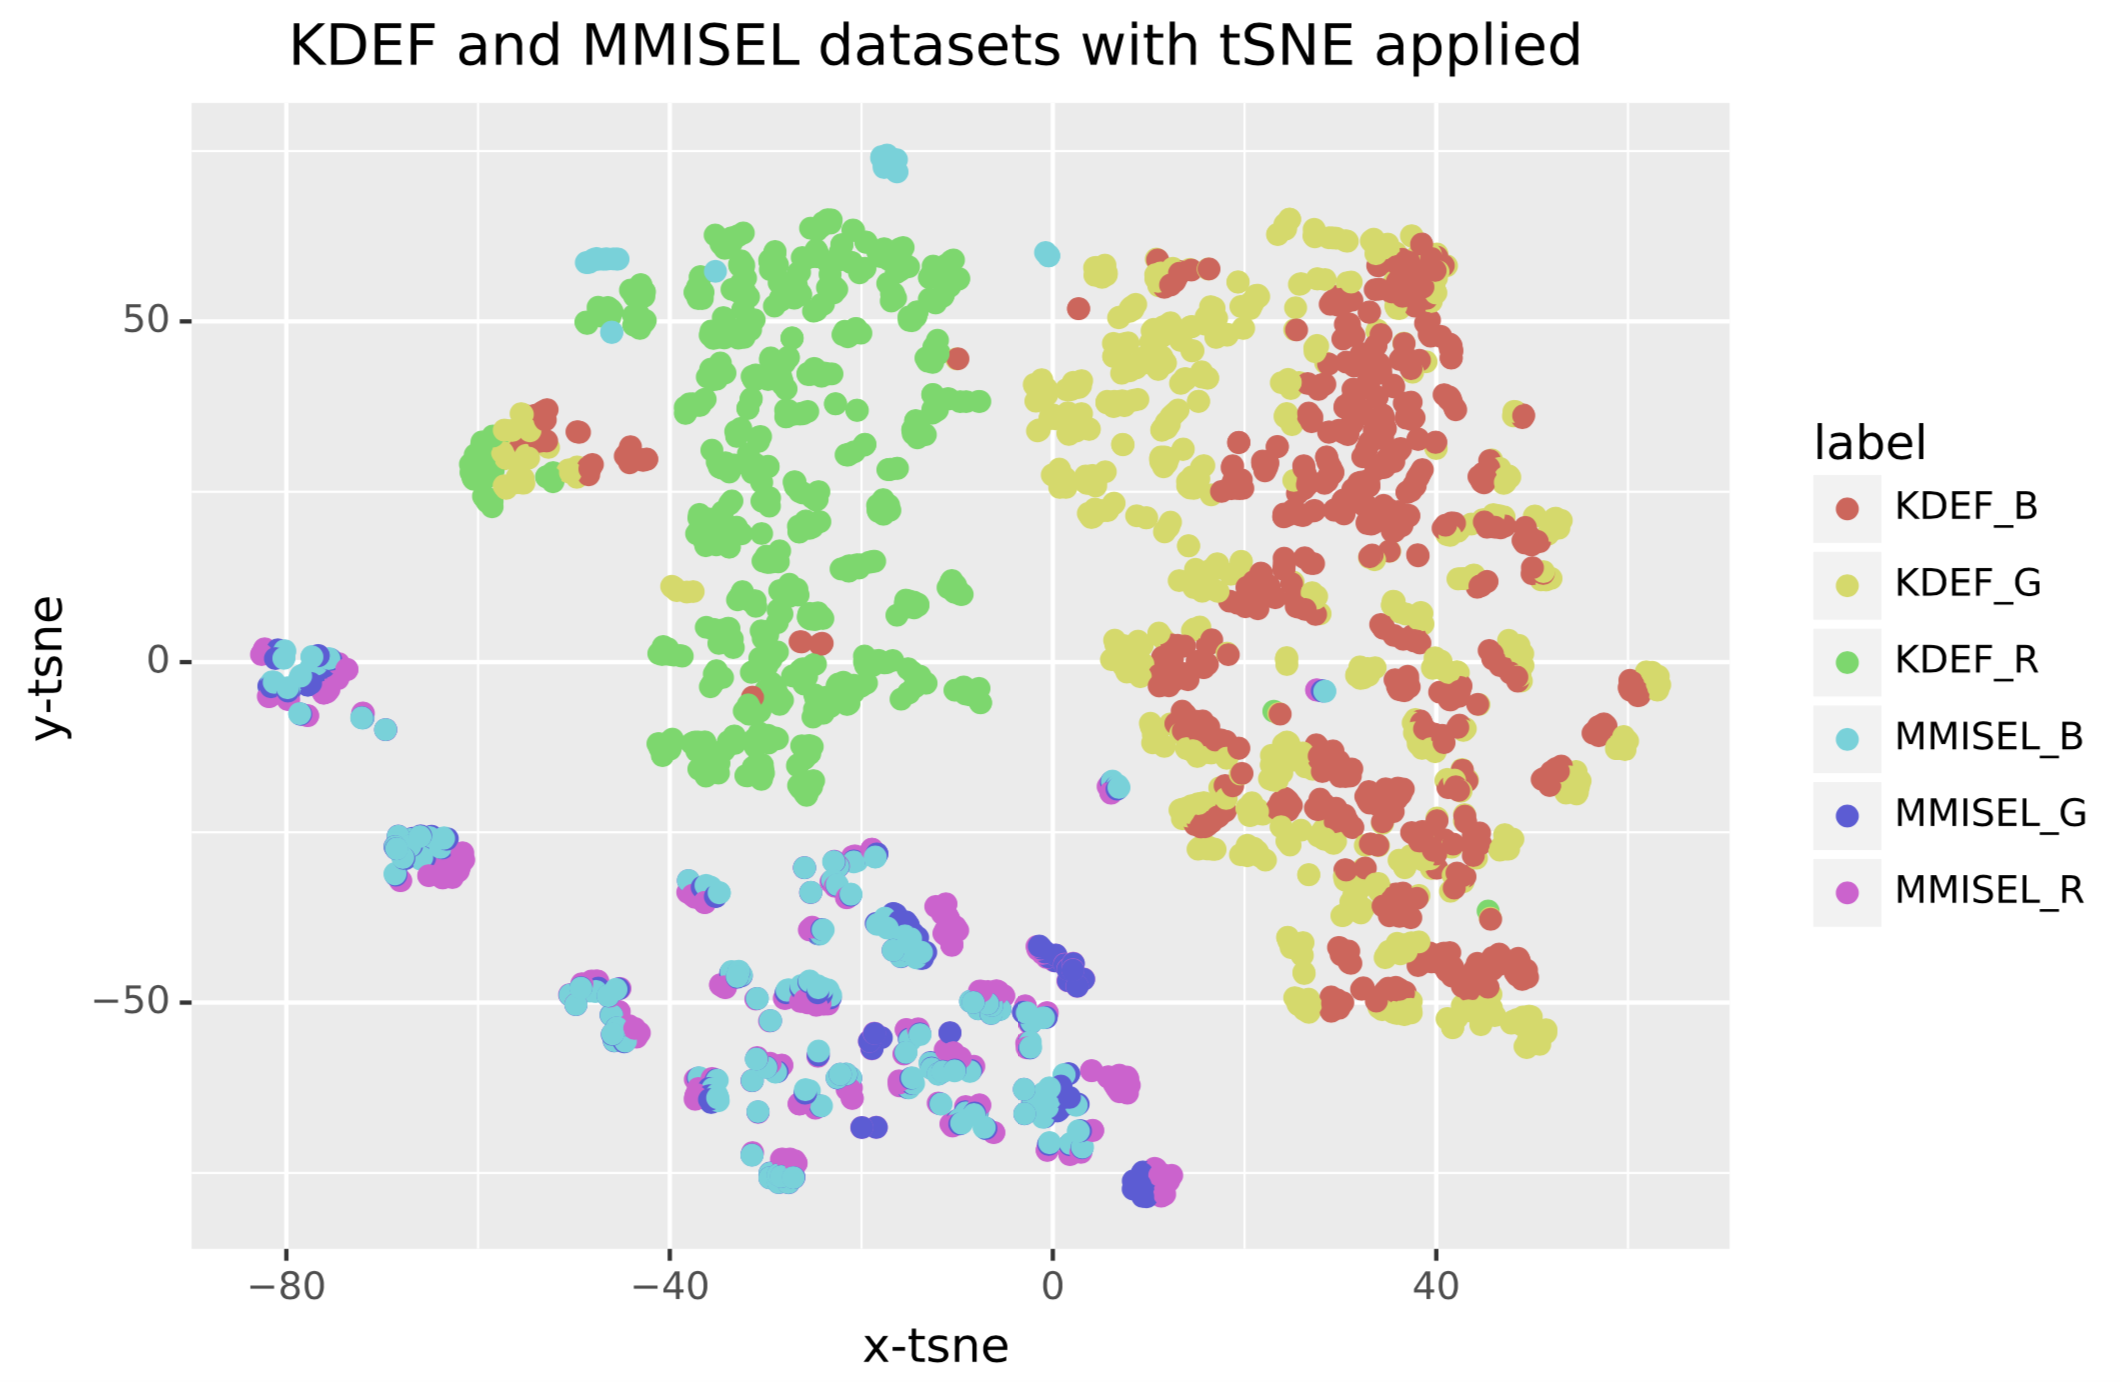 KDEF and MMISEL datasets with tSNE applied
50
0
−50
y-tsne
−80
−40
0
40
x-tsne
label
KDEF_B
KDEF_G
KDEF_R
MMISEL_B
MMISEL_G
MMISEL_R